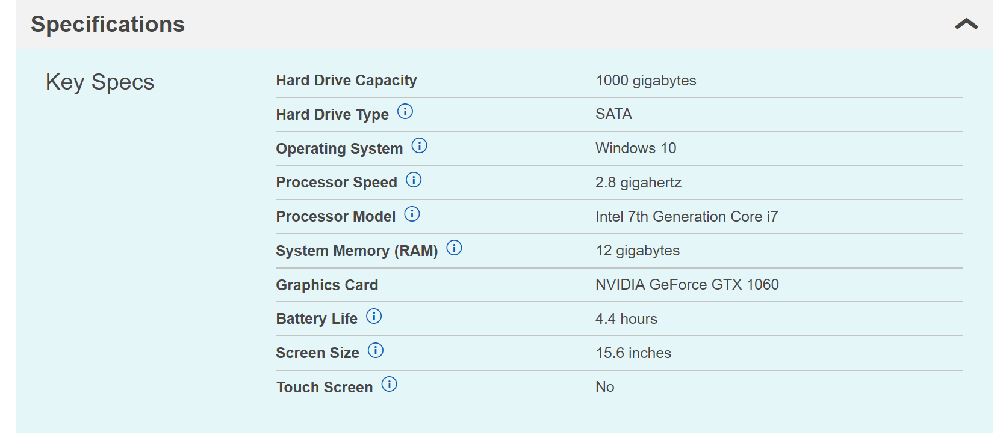 Specifications
Key Specs
Hard Drive Capacity 1000 gigabytes
Hard Drive Type SATA
Operating System Windows 10
Processor Speed 2.8 gigahertz
Processor Model Intel 7th Generation Core i7
System Memory (RAM) 12 gigabytes
Graphics Card NVIDIA GeForce GTX 1060
Battery Life 4.4 hours
Screen Size 15.6 inches
Touch Screen No